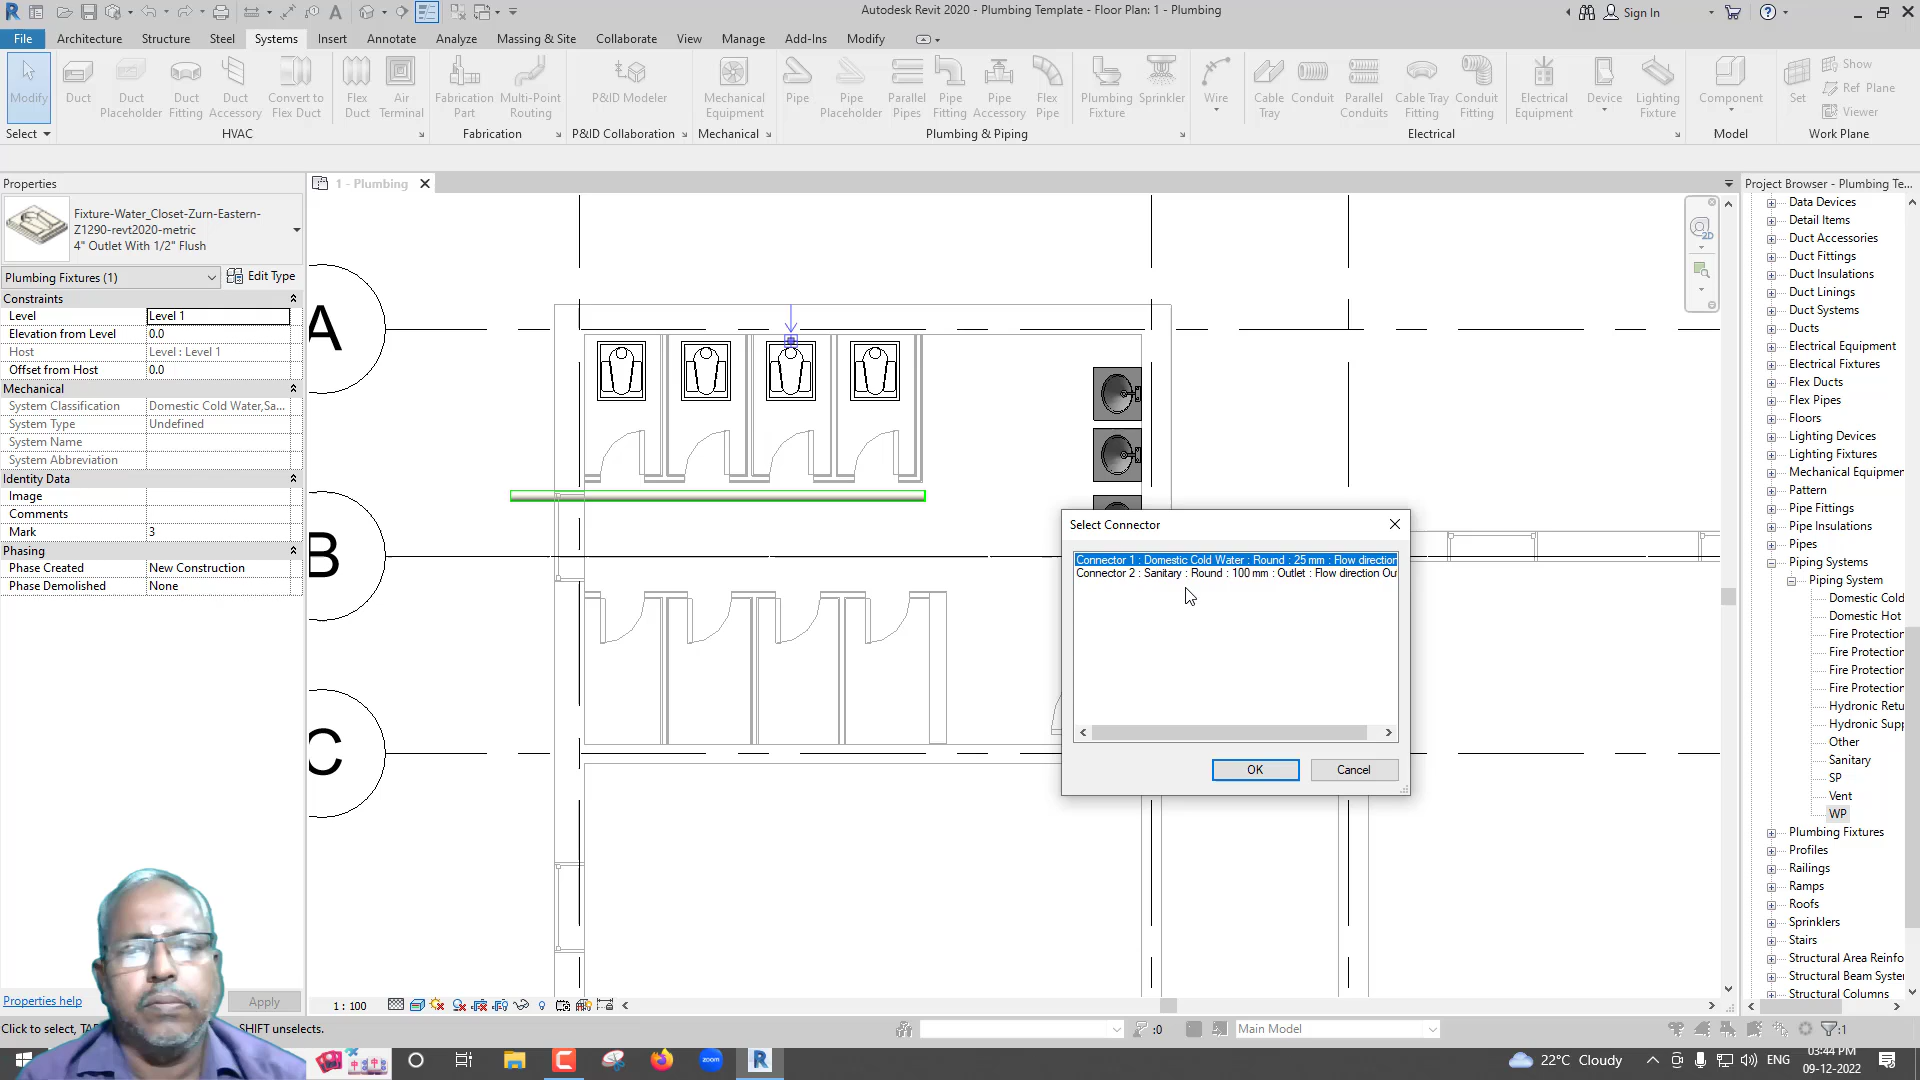 Autodesk Revit 2020 - Plumbing Template - Floor Plan: 1 - Plumbing
Sign In
File Architecture Structure Steel Systems Insert Annotate Analyze Massing & Site Collaborate View Manage Add-Ins Modify
Modify
Duct
Duct Placeholder
Duct Fitting
Duct Accessory
Convert to Flex Duct
Flex Duct
Air Terminal
Fabrication Part
Multi-Point Routing
P&ID Modeler
Mechanical Equipment
Pipe
Pipe Placeholder
Parallel Pipes
Pipe Fitting
Pipe Accessory
Flex Pipe
Plumbing Fixture
Sprinkler
Wire
Cable Tray
Conduit
Parallel Conduits
Cable Tray Fitting
Conduit Fitting
Electrical Equipment
Device
Lighting Fixture
Component
Set
Show
Ref Plane
Viewer
Select HVAC Fabrication P&ID Collaboration Mechanical Plumbing & Piping Electrical Model Work Plane
Properties
Fixture-Water_Closet-Zurn-Eastern-
Z1290-revt2020-metric
4" Outlet With 1/2" Flush
Plumbing Fixtures (1) Edit Type
Constraints
Level Level 1
Elevation from Level 0.0
Host Level : Level 1
Offset from Host 0.0
Mechanical
System Classification Domestic Cold Water,Sa...
System Type Undefined
System Name
System Abbreviation
Identity Data
Image
Comments
Mark 3
Phasing
Phase Created New Construction
Phase Demolished None
Properties help Apply
1 - Plumbing
A
B
C
Select Connector
Connector 1 : Domestic Cold Water : Round : 25 mm : Flow direction
Connector 2 : Sanitary : Round : 100 mm : Outlet : Flow direction Ou
OK Cancel
2D
Project Browser - Plumbing Te...
Data Devices
Detail Items
Duct Accessories
Duct Fittings
Duct Insulations
Duct Linings
Duct Systems
Ducts
Electrical Equipment
Electrical Fixtures
Flex Ducts
Flex Pipes
Floors
Lighting Devices
Lighting Fixtures
Mechanical Equipmen
Pattern
Pipe Fittings
Pipe Insulations
Pipes
Piping Systems
Piping System
Domestic Cold
Domestic Hot
Fire Protection
Fire Protection
Fire Protection
Fire Protection
Hydronic Retu
Hydronic Supp
Other
Sanitary
SP
Vent
WP
Plumbing Fixtures
Profiles
Railings
Ramps
Roofs
Sprinklers
Stairs
Structural Area Reinfo
Structural Beam Syste
Structural Columns
1 : 100
Click to select, TA SHIFT unselects.
:0
Main Model
:1
zoom
22°C Cloudy
ENG
03:44 PM
09-12-2022